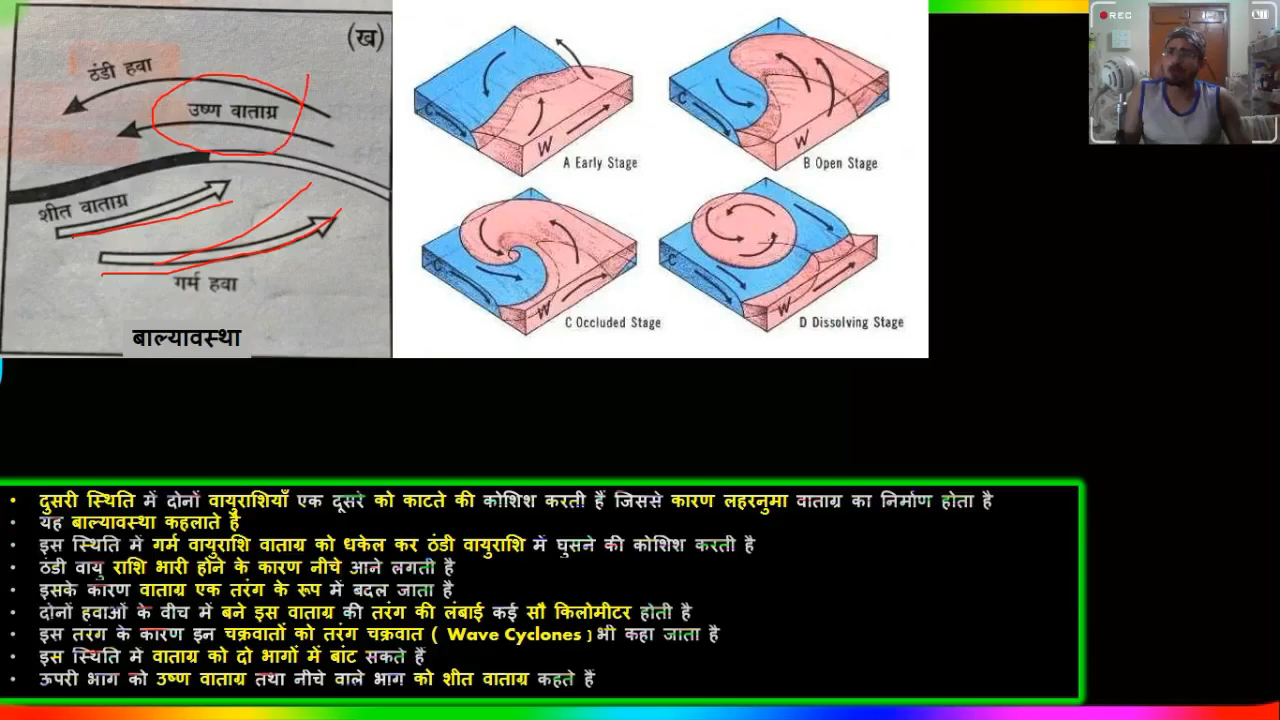 (ख)
ठंडी हवा
उष्ण वाताग्र
शीत वाताग्र
गर्म हवा
बाल्यावस्था
C
W
A Early Stage
C
W
B Open Stage
C
W
C Occluded Stage
C
W
D Dissolving Stage
REC
• दुसरी स्थिति में दोनों वायुराशियाँ एक दूसरे को काटते की कोशिश करती हैं जिससे कारण लहरनुमा वाताग्र का निर्माण होता है
• यह बाल्यावस्था कहलाते है
• इस स्थिति में गर्म वायुराशि वाताग्र को धकेल कर ठंडी वायुराशि में घुसने की कोशिश करती है
• ठंडी वायु राशि भारी होने के कारण नीचे आने लगती है
• इसके कारण वाताग्र एक तरंग के रूप में बदल जाता है
• दोनों हवाओं के वीच में बने इस वाताग्र की तरंग की लंबाई कई सौ किलोमीटर होती है
• इस तरंग के कारण इन चक्रवातों को तरंग चक्रवात ( Wave Cyclones ) भी कहा जाता है
• इस स्थिति में वाताग्र को दो भागों में बांट सकते हैं
• ऊपरी भाग को उष्ण वाताग्र तथा नीचे वाले भाग को शीत वाताग्र कहते हैं